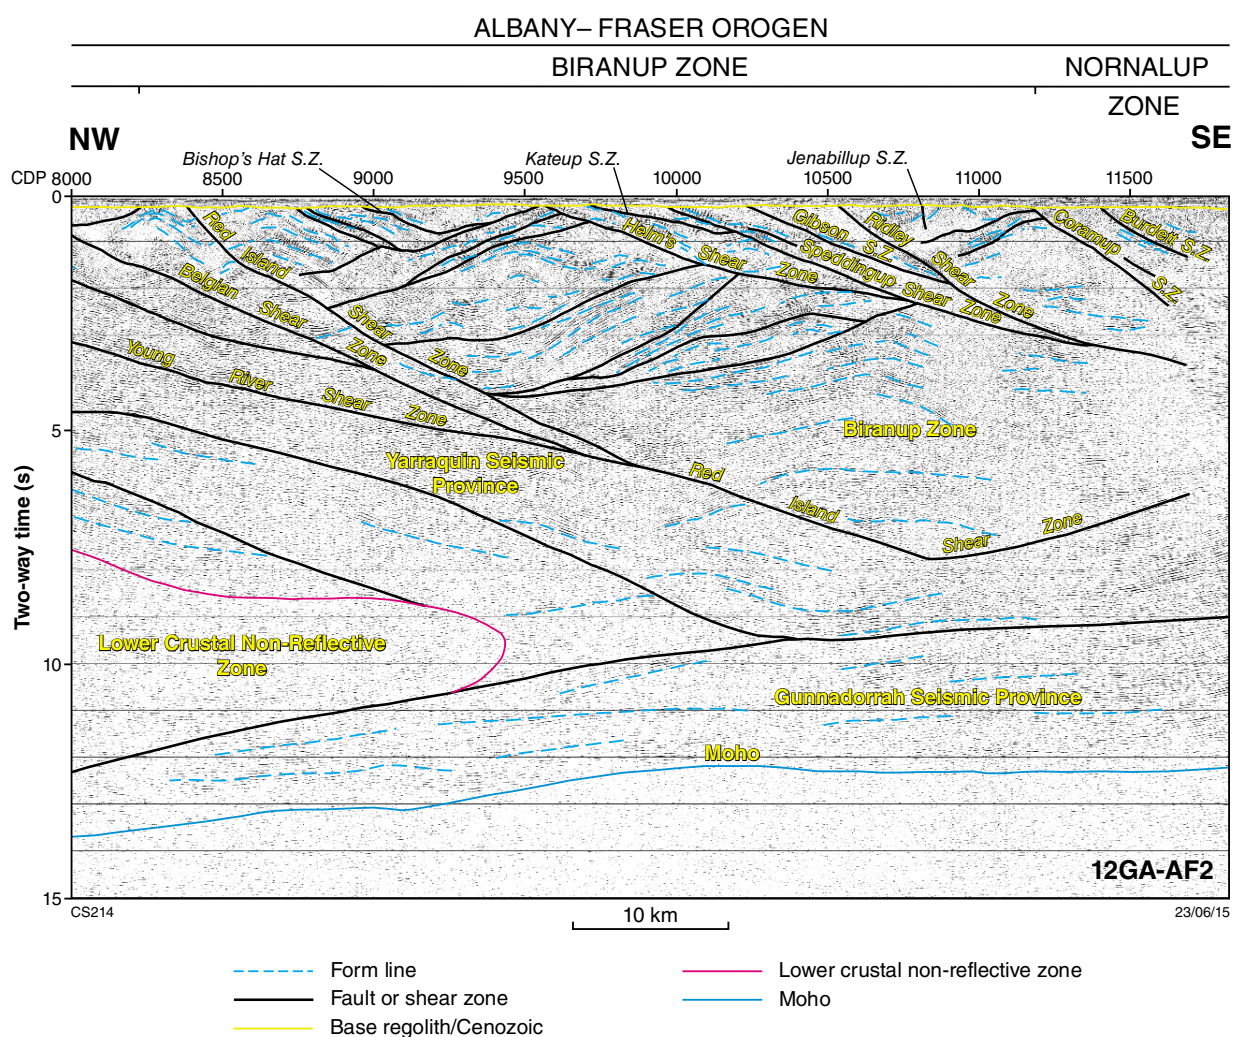 ALBANY– FRASER OROGEN
BIRANUP ZONE
NORNALUP
ZONE
NW
SE
Bishop's Hat S.Z.
Kateup S.Z.
Jenabillup S.Z.
CDP 8000 8500 9000 9500 10000 10500 11000 11500
0
Red Island Shear Zone
Helm's Shear Zone
Gibson S.Z.
Ridley Shear Zone
Coramup S.Z.
Burdett S.Z
Speddingup Shear Zone
Belgian Shear Zone
Young River Shear Zone
5
Biranup Zone
Yarraquin Seismic
Province
Red Island Shear Zone
Two-way time (s)
Lower Crustal Non-Reflective
Zone
10
Gunnadorrah Seismic Province
Moho
12GA-AF2
15
CS214
10 km
23/06/15
Form line
Fault or shear zone
Base regolith/Cenozoic
Lower crustal non-reflective zone
Moho